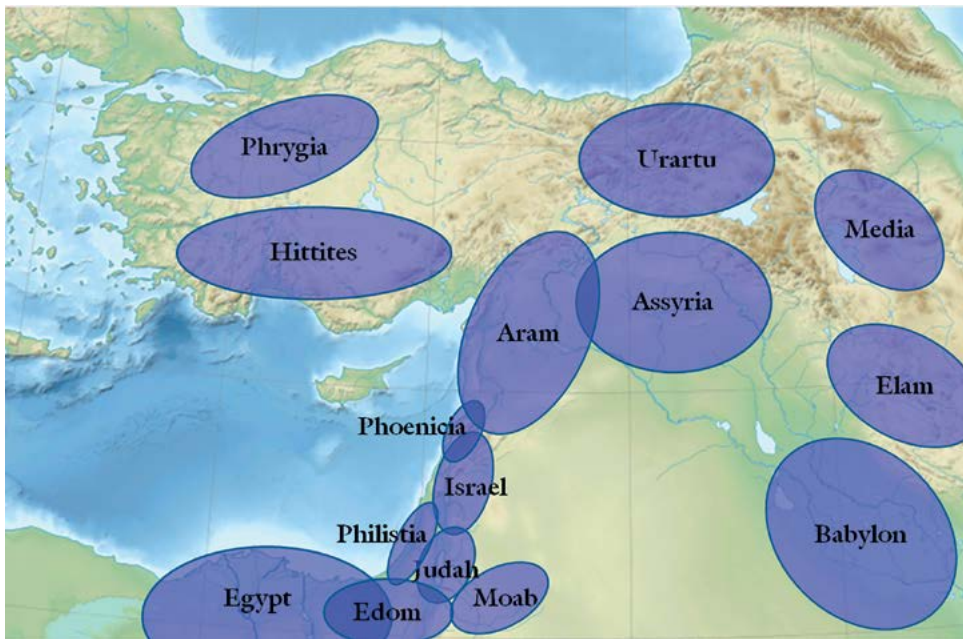 Phrygia
Urartu
Media
Hittites
Assyria
Aram
Elam
Phoenicia
Israel
Philistia
Babylon
Judah
Egypt
Edom
Moab